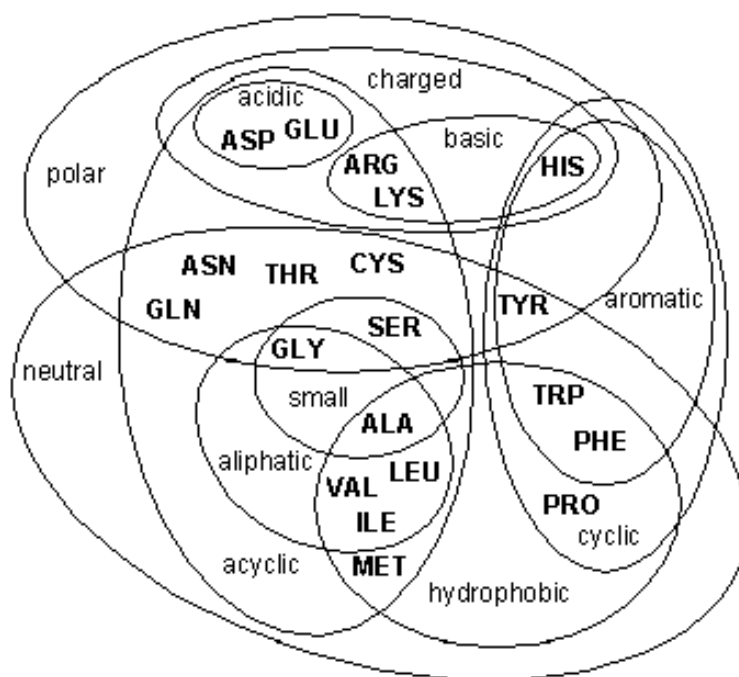 charged
acidic
ASP GLU
basic
ARG
HIS
LYS
polar
ASN THR CYS
GLN
TYR aromatic
SER
GLY
neutral
small
TRP
ALA
PHE
aliphatic
LEU
VAL
PRO
ILE
cyclic
acyclic
MET
hydrophobic